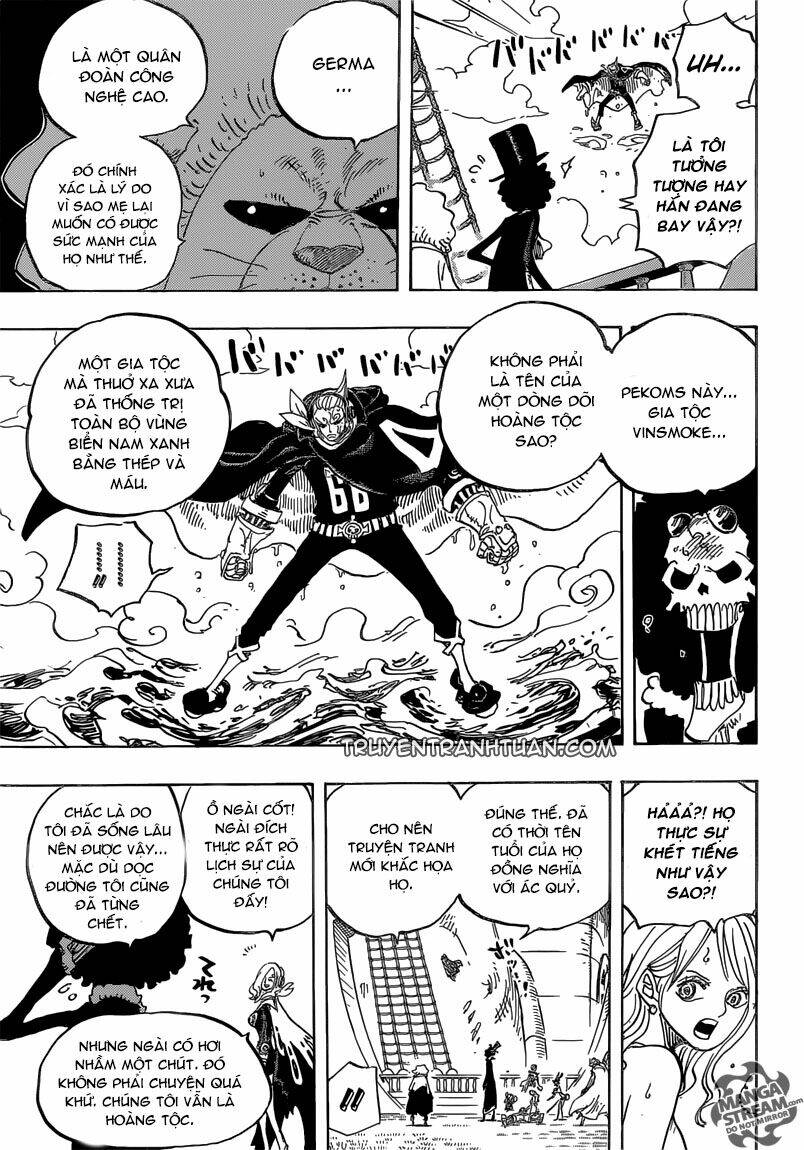 UH...
LÀ TÔI
TƯỞNG
TƯỢNG HAY
HẮN ĐANG
BAY VẬY?!
GERMA
...
LÀ MỘT QUÂN
ĐOÀN CÔNG
NGHỆ CAO.
ĐÓ CHÍNH
XÁC LÀ LÝ DO
VÌ SAO MẸ LẠI
MUỐN CÓ ĐƯỢC
SỨC MẠNH CỦA
HỌ NHƯ THẾ.
PEKOMS NÀY...
GIA TỘC
VINSMOKE...
KHÔNG PHẢI
LÀ TÊN CỦA
MỘT DÒNG DÕI
HOÀNG TỘC
SAO?
MỘT GIA TỘC
MÀ THUỞ XA XƯA
ĐÃ THỐNG TRỊ
TOÀN BỘ VÙNG
BIỂN NAM XANH
BẰNG THÉP VÀ
MÁU.
66
TRUYENTRANHTUAN.COM
HẢẢẢ?! HỌ
THỰC SỰ
KHÉT TIẾNG
NHƯ VẬY
SAO?!
ĐÚNG THẾ. ĐÃ
CÓ THỜI TÊN
TUỔI CỦA HỌ
ĐỒNG NGHĨA
VỚI ÁC QUỶ.
CHO NÊN
TRUYỆN TRANH
MỚI KHẮC HỌA
HỌ.
!!
Ồ NGÀI CỐT!
NGÀI ĐÍCH
THỰC RẤT RÕ
LỊCH SỬ CỦA
CHÚNG TÔI
ĐẤY!
CHẮC LÀ DO
TÔI ĐÃ SỐNG LÂU
NÊN ĐƯỢC VẬY...
MẶC DÙ DỌC
ĐƯỜNG TÔI CŨNG
ĐÃ TỪNG
CHẾT.
NHƯNG NGÀI CÓ HƠI
NHẦM MỘT CHÚT. ĐÓ
KHÔNG PHẢI CHUYỆN QUÁ
KHỨ. CHÚNG TÔI VẪN LÀ
HOÀNG TỘC.
MANGA
STREAM.COM
DO NOT MIRROR